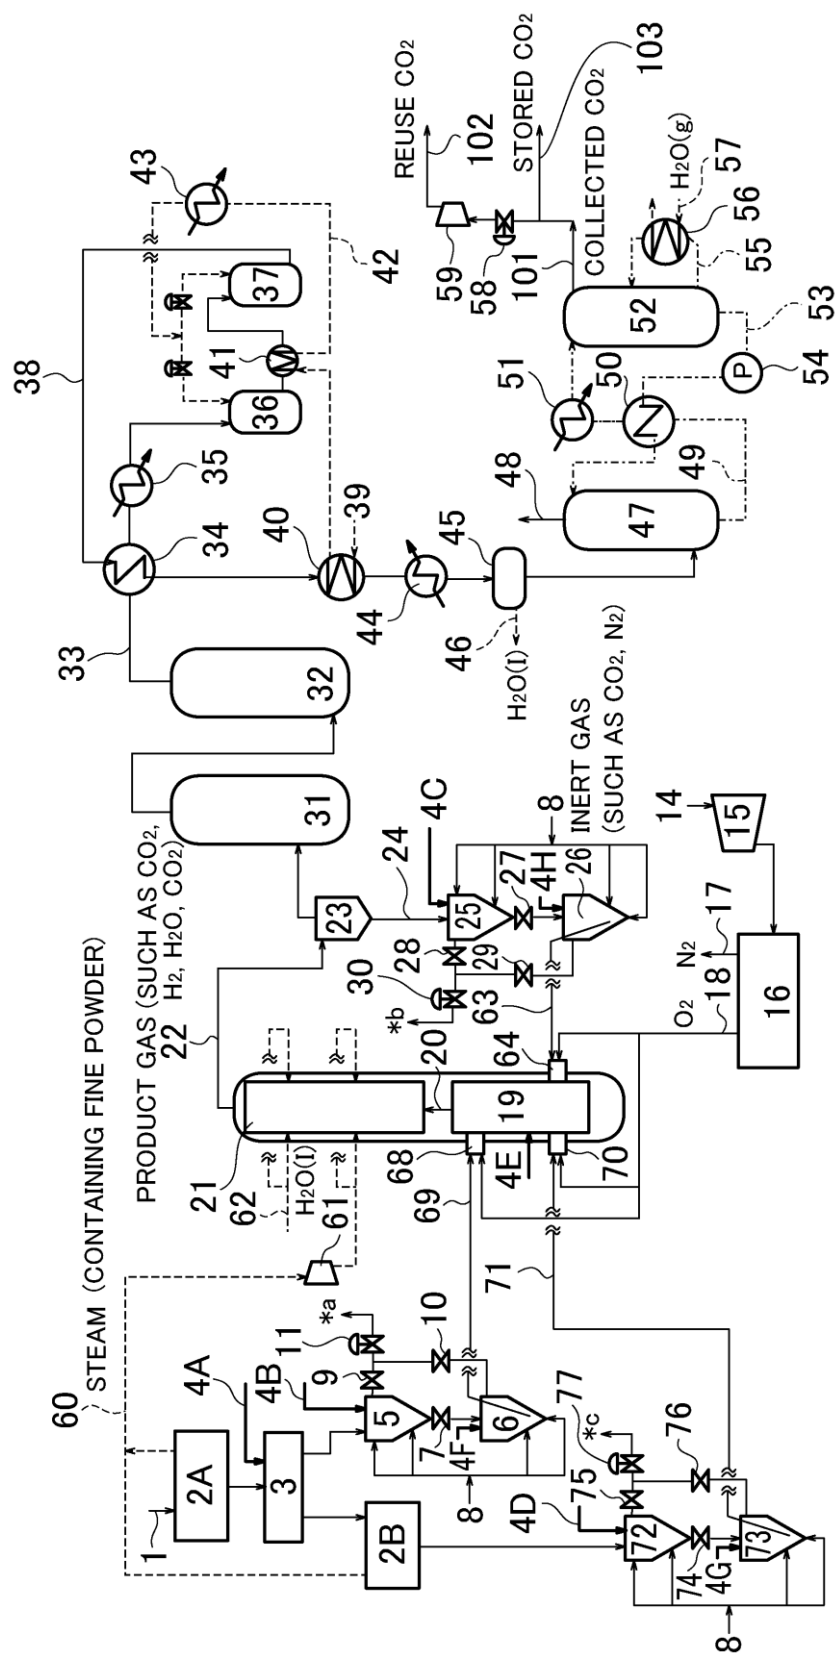 60
STEAM (CONTAINING FINE POWDER)
1
2A
4A
3
2B
4B
5
9
11
*a
10
7
4F
6
8
4D
75
77
*c
72
76
74
4G
73
8
61
62
H2O(l)
21
22
PRODUCT GAS (SUCH AS CO2,
H2, H2O, CO2)
69
68
4E
70
71
19
20
64
63
*b
30
28
29
23
24
25
4C
27
4H
26
8
INERT GAS
(SUCH AS CO2, N2)
O2
18
N2
17
16
14
15
31
32
33
34
35
38
36
41
37
43
42
40
39
44
45
46
H2O(l)
47
48
49
50
51
52
53
54
P
55
56
57
H2O(g)
101
COLLECTED CO2
58
59
REUSE CO2
102
STORED CO2
103